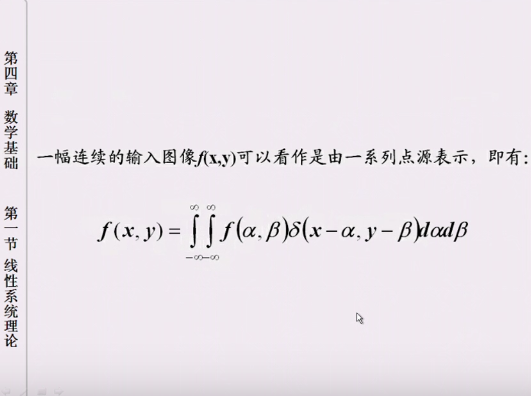 第四章 数学基础
第一节 线性系统理论
一幅连续的输入图像f(x,y)可以看作是由一系列点源表示，即有：
f(x, y) = ∫∫ f(α, β)δ(x − α, y − β)dαdβ
∞ ∞
−∞−∞